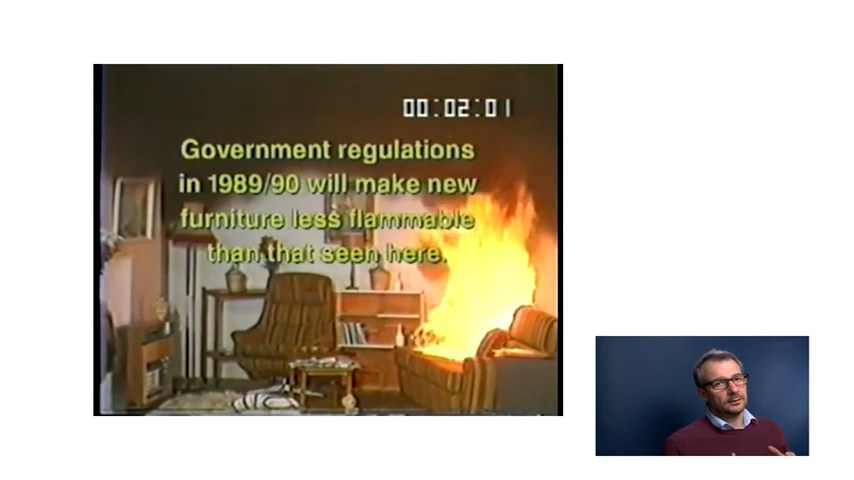 00:02:01
Government regulations
in 1989/90 will make new
furniture less flammable
than that seen here.